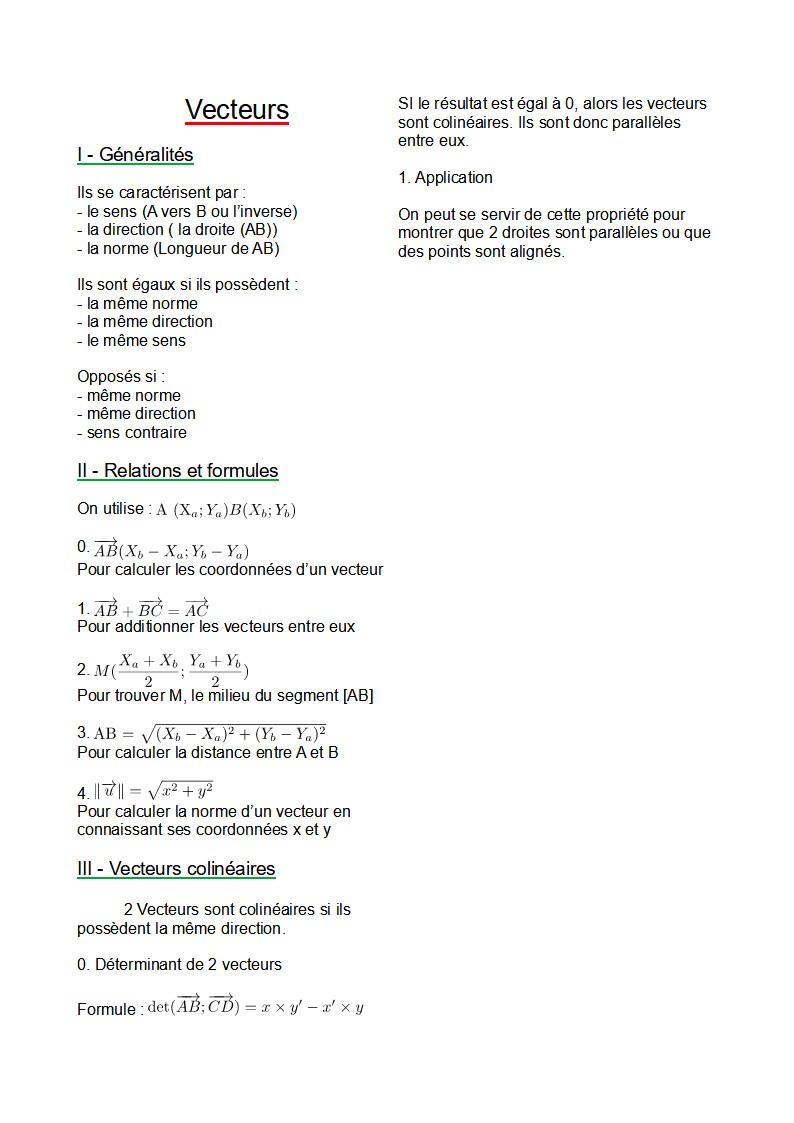 Vecteurs
I - Généralités
Ils se caractérisent par :
- le sens (A vers B ou l’inverse)
- la direction ( la droite (AB))
- la norme (Longueur de AB)
Ils sont égaux si ils possèdent :
- la même norme
- la même direction
- le même sens
Opposés si :
- même norme
- même direction
- sens contraire
II - Relations et formules
On utilise : $\mathrm{A}\ (\mathrm{X}_a; Y_a)B(X_b; Y_b)$
0. $\overrightarrow{AB}(X_b - X_a; Y_b - Y_a)$
Pour calculer les coordonnées d’un vecteur
1. $\overrightarrow{AB} + \overrightarrow{BC} = \overrightarrow{AC}$
Pour additionner les vecteurs entre eux
2. $M(\frac{X_a + X_b}{2}; \frac{Y_a + Y_b}{2})$
Pour trouver M, le milieu du segment [AB]
3. $\mathrm{AB} = \sqrt{(X_b - X_a)^2 + (Y_b - Y_a)^2}$
Pour calculer la distance entre A et B
4. $\|\overrightarrow{u}\| = \sqrt{x^2 + y^2}$
Pour calculer la norme d’un vecteur en
connaissant ses coordonnées x et y
III - Vecteurs colinéaires
2 Vecteurs sont colinéaires si ils
possèdent la même direction.
0. Déterminant de 2 vecteurs
Formule : $\det(\overrightarrow{AB}; \overrightarrow{CD}) = x \times y' - x' \times y$
SI le résultat est égal à 0, alors les vecteurs
sont colinéaires. Ils sont donc parallèles
entre eux.
1. Application
On peut se servir de cette propriété pour
montrer que 2 droites sont parallèles ou que
des points sont alignés.